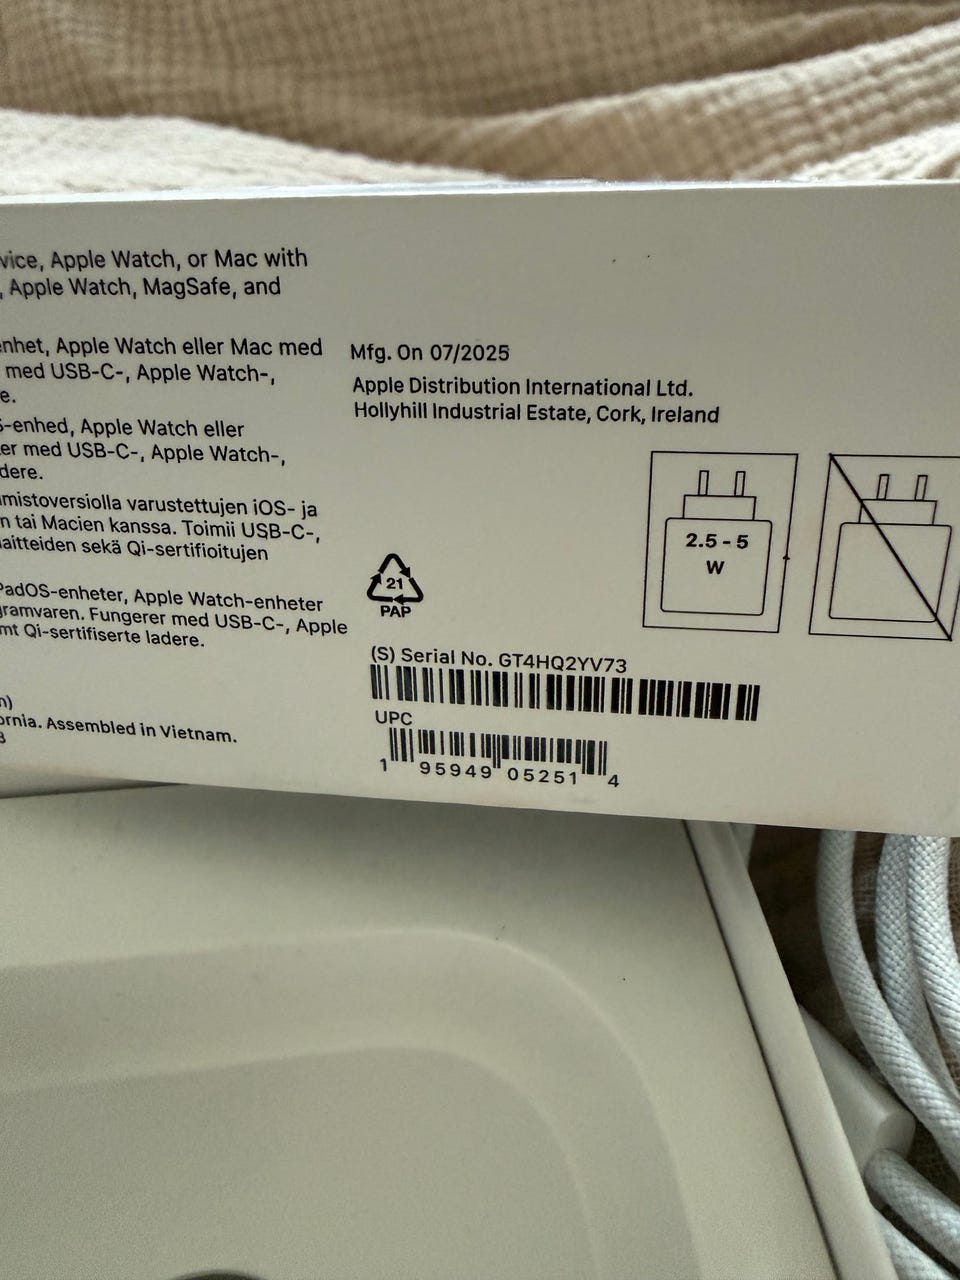 vice, Apple Watch, or Mac with
, Apple Watch, MagSafe, and
enhet, Apple Watch eller Mac med
med USB-C-, Apple Watch-,
e.
S-enhed, Apple Watch eller
er med USB-C-, Apple Watch-,
dere.
mistoversiolla varustettujen iOS- ja
n tai Macien kanssa. Toimii USB-C-,
aitteiden sekä Qi-sertifioitujen
PadOS-enheter, Apple Watch-enheter
gramvaren. Fungerer med USB-C-, Apple
mt Qi-sertifiserte ladere.
n)
ornia. Assembled in Vietnam.
Mfg. On 07/2025
Apple Distribution International Ltd.
Hollyhill Industrial Estate, Cork, Ireland
2.5 - 5
W
21
PAP
(S) Serial No. GT4HQ2YV73
UPC
1 95949 05251 4